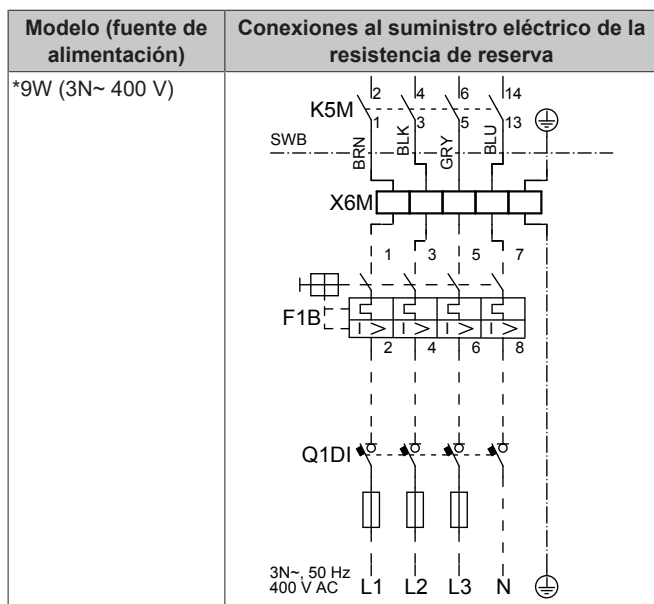 Modelo (fuente de alimentación)
Conexiones al suministro eléctrico de la resistencia de reserva
*9W (3N~ 400 V)
2 4 6 14
K5M
1 3 5 13
SWB
BRN BLK GRY BLU
X6M
1 3 5 7
F1B
I > I > I > I >
2 4 6 8
Q1DI
3N~, 50 Hz
400 V AC
L1 L2 L3 N